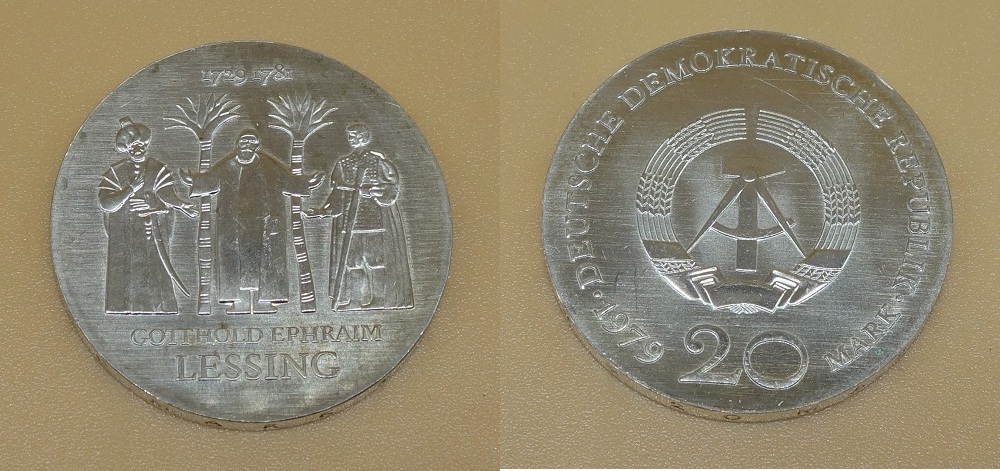 1729 1781
GOTTHOLD EPHRAIM
LESSING
DEUTSCHE DEMOKRATISCHE REPUBLIK
1979
20
MARK